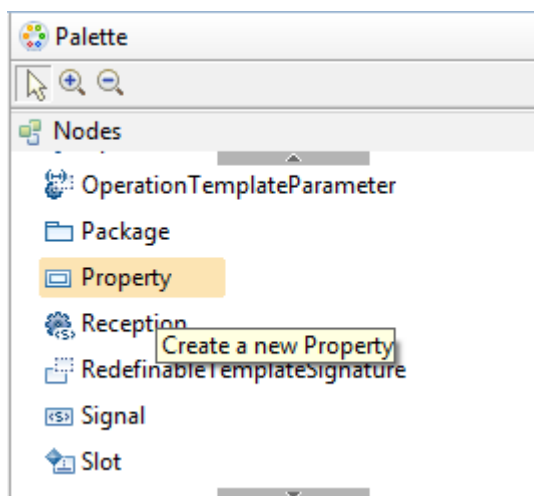 Palette
Nodes
OperationTemplateParameter
Package
Property
Reception
Create a new Property
RedefinableTemplateSignature
Signal
Slot